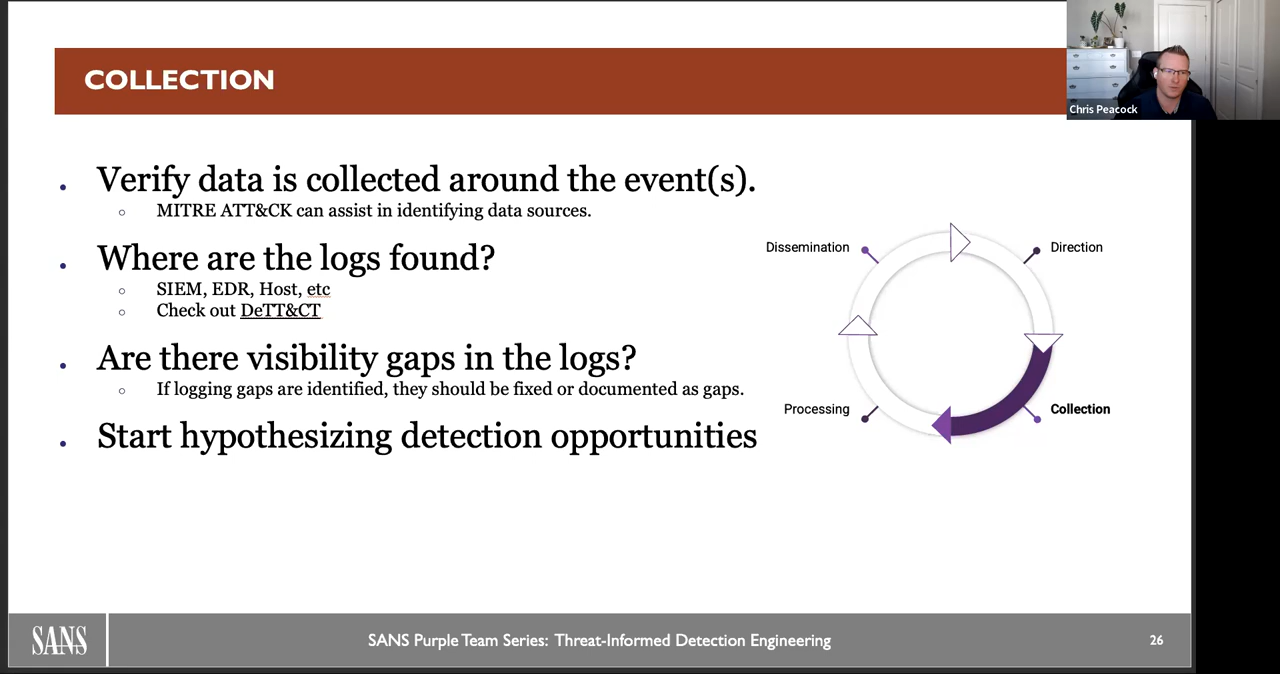 COLLECTION
Chris Peacock
• Verify data is collected around the event(s).
○ MITRE ATT&CK can assist in identifying data sources.
• Where are the logs found?
○ SIEM, EDR, Host, etc
○ Check out DeTT&CT
• Are there visibility gaps in the logs?
○ If logging gaps are identified, they should be fixed or documented as gaps.
• Start hypothesizing detection opportunities
Dissemination
Direction
Processing
Collection
SANS
SANS Purple Team Series: Threat-Informed Detection Engineering
26